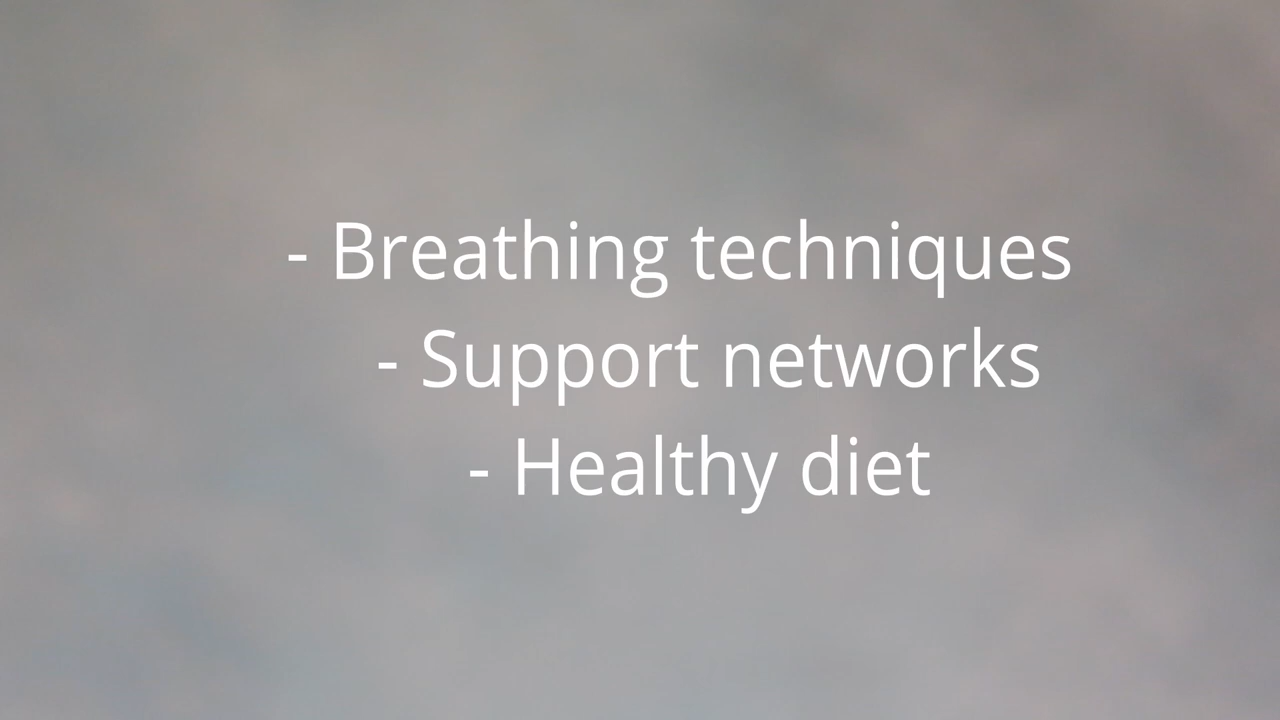 - Breathing techniques
- Support networks
- Healthy diet